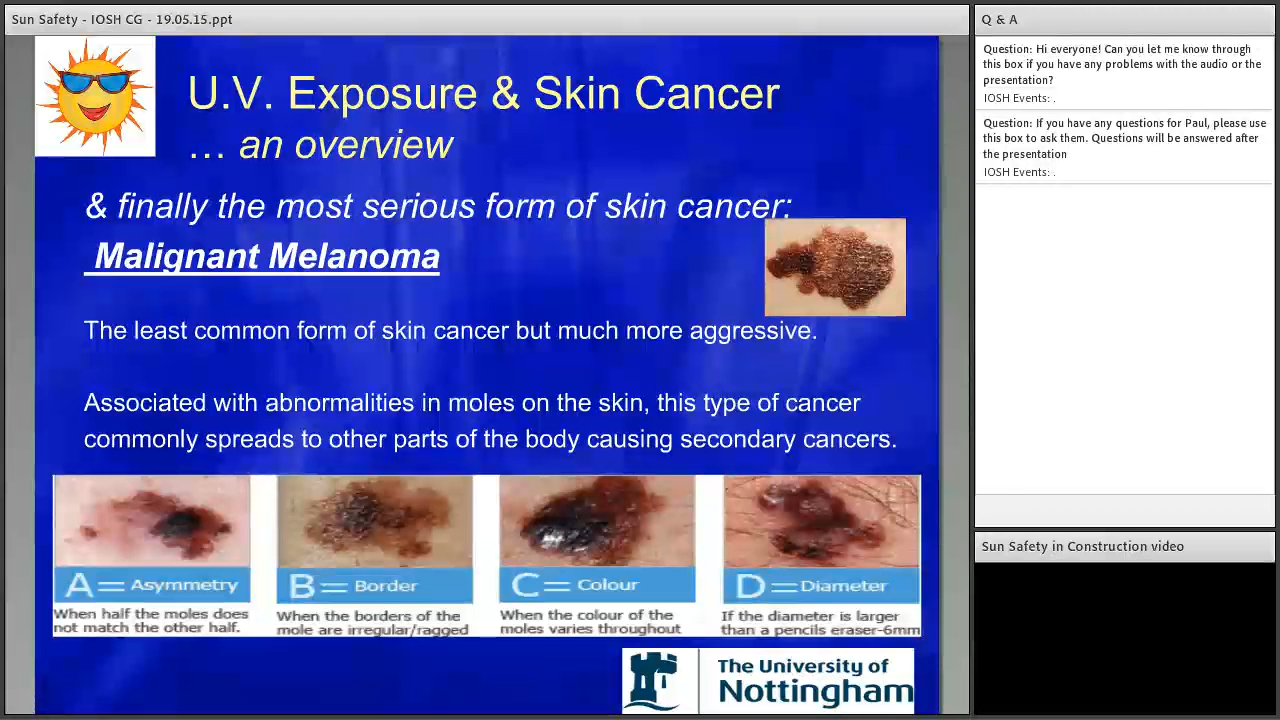 Sun Safety - IOSH CG - 19.05.15.ppt
U.V. Exposure & Skin Cancer
… an overview
& finally the most serious form of skin cancer:
Malignant Melanoma
The least common form of skin cancer but much more aggressive.
Associated with abnormalities in moles on the skin, this type of cancer
commonly spreads to other parts of the body causing secondary cancers.
A = Asymmetry
When half the moles does
not match the other half.
B = Border
When the borders of the
mole are irregular/ragged
C = Colour
When the colour of the
moles varies throughout
D = Diameter
If the diameter is larger
than a pencils eraser-6mm
The University of
Nottingham
Q & A
Question: Hi everyone! Can you let me know through
this box if you have any problems with the audio or the
presentation?
IOSH Events: .
Question: If you have any questions for Paul, please use
this box to ask them. Questions will be answered after
the presentation
IOSH Events: .
Sun Safety in Construction video